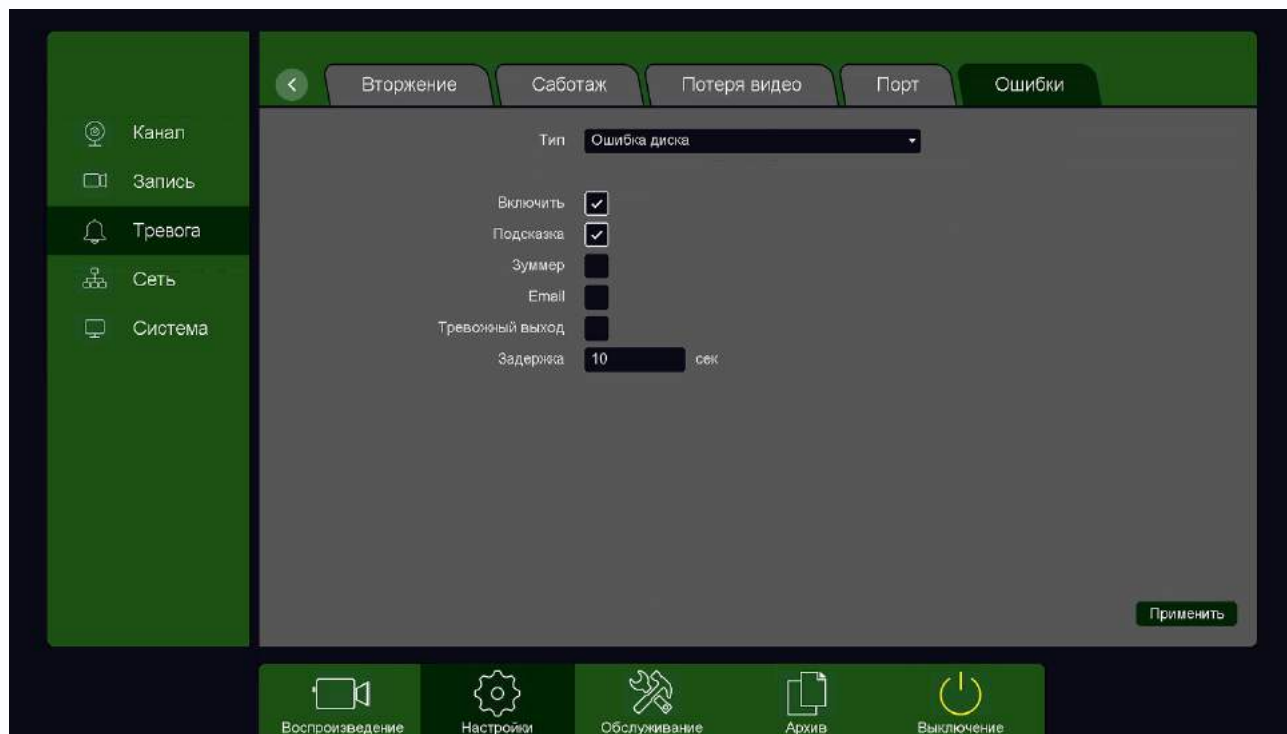 Вторжение Саботаж Потеря видео Порт Ошибки
Канал
Запись
Тревога
Сеть
Система
Тип Ошибка диска
Включить
Подсказка
Зуммер
Email
Тревожный выход
Задержка 10 сек
Применить
Воспроизведение Настройки Обслуживание Архив Выключение